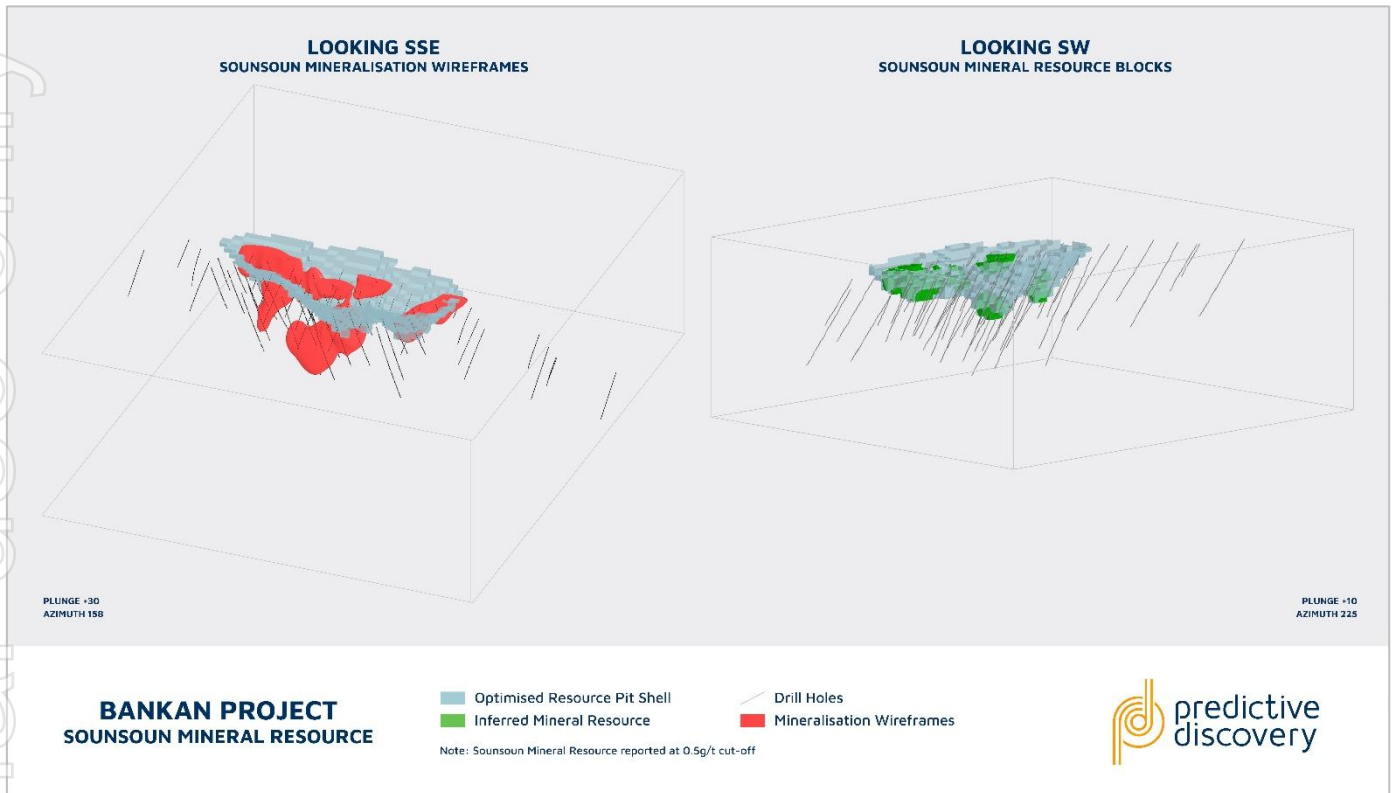 LOOKING SSE
SOUNSOUN MINERALISATION WIREFRAMES
LOOKING SW
SOUNSOUN MINERAL RESOURCE BLOCKS
PLUNGE +30
AZIMUTH 158
PLUNGE +10
AZIMUTH 225
BANKAN PROJECT
SOUNSOUN MINERAL RESOURCE
Optimised Resource Pit Shell
Inferred Mineral Resource
Drill Holes
Mineralisation Wireframes
Note: Sounsoun Mineral Resource reported at 0.5g/t cut-off
predictive
discovery